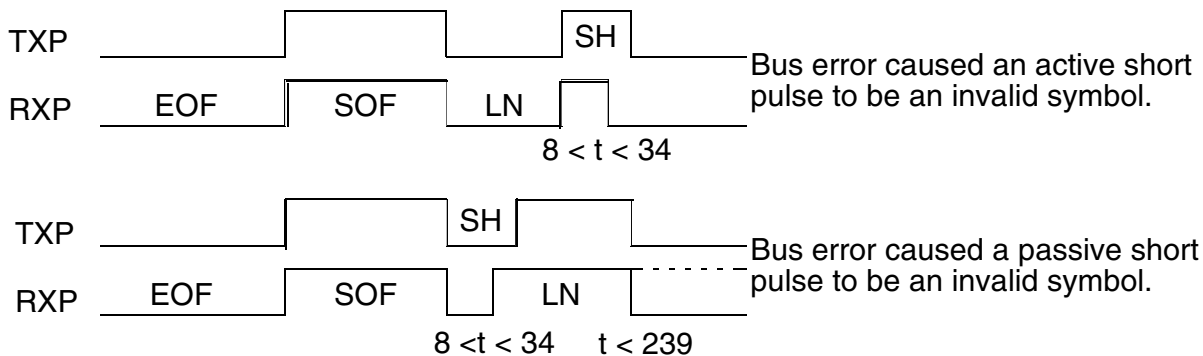 TXP SH
Bus error caused an active short
pulse to be an invalid symbol.
RXP EOF SOF LN
8 < t < 34
TXP SH
Bus error caused a passive short
pulse to be an invalid symbol.
RXP EOF SOF LN
8 <t < 34 t < 239